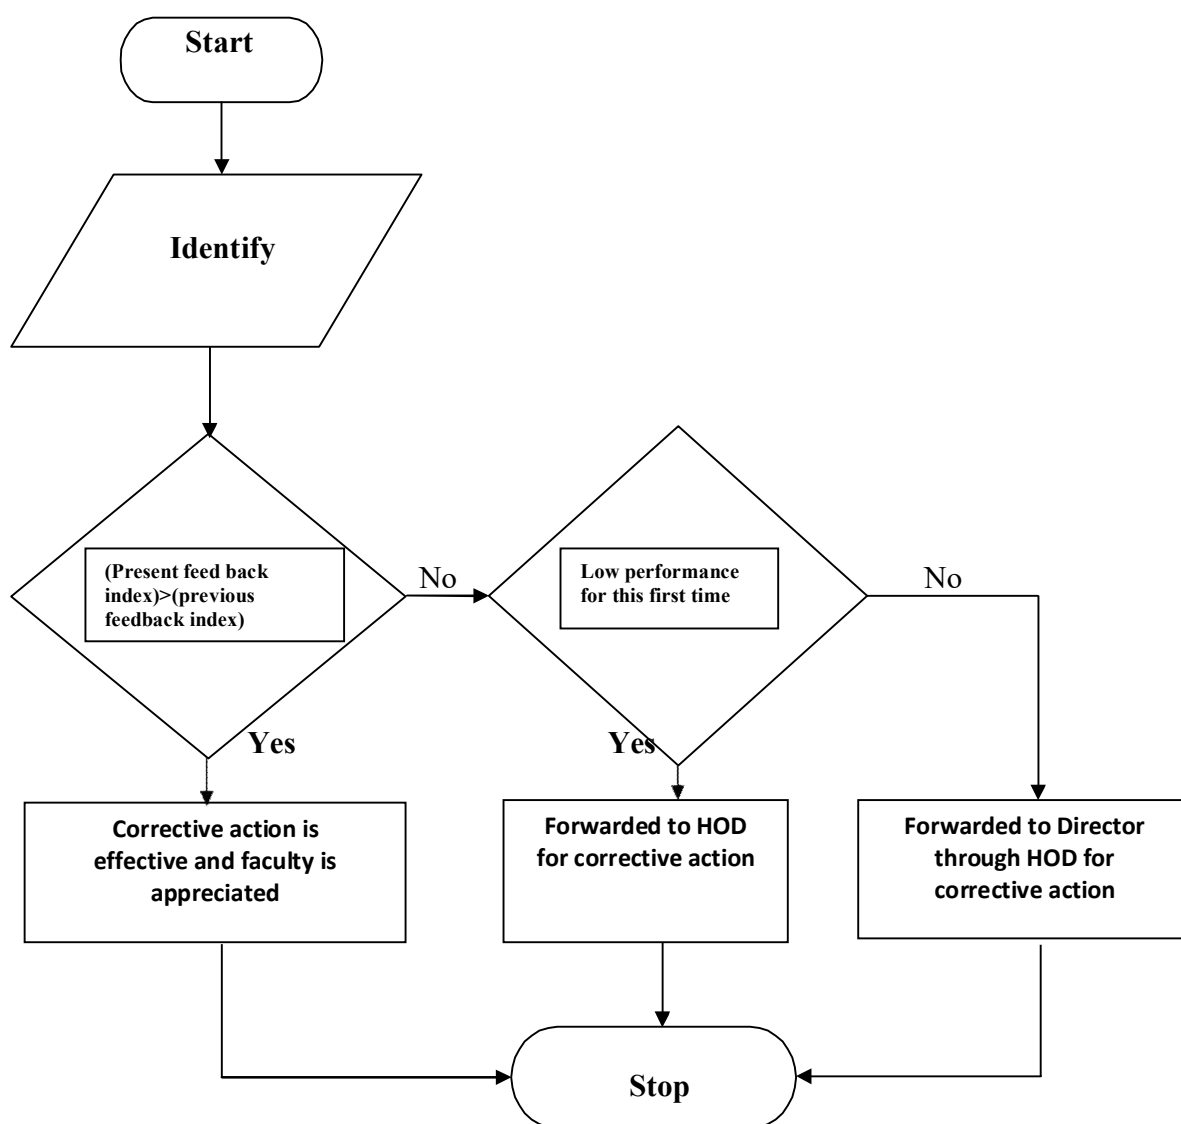 Start
Identify
(Present feed back
index)>(previous
feedback index)
No
Low performance
for this first time
No
Yes
Yes
Corrective action is
effective and faculty is
appreciated
Forwarded to HOD
for corrective action
Forwarded to Director
through HOD for
corrective action
Stop